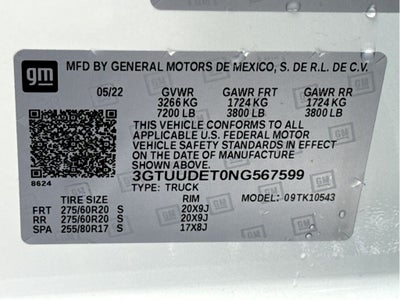 gm MFD BY GENERAL MOTORS DE MEXICO, S. DE R.L. DE C.V.
05/22 GVWR GAWR FRT GAWR RR
3266 KG 1724 KG 1724 KG
7200 LB 3800 LB 3800 LB
THIS VEHICLE CONFORMS TO ALL
APPLICABLE U.S. FEDERAL MOTOR
VEHICLE SAFETY STANDARDS IN EFFECT
ON THE DATE OF MANUFACTURE
SHOWN ABOVE.
3GTUUDET0NG567599
8624 TYPE: TRUCK
TIRE SIZE RIM MODEL: 09TK10543
FRT 275/60R20 S 20X9J
RR 275/60R20 S 20X9J
SPA 255/80R17 S 17X8J